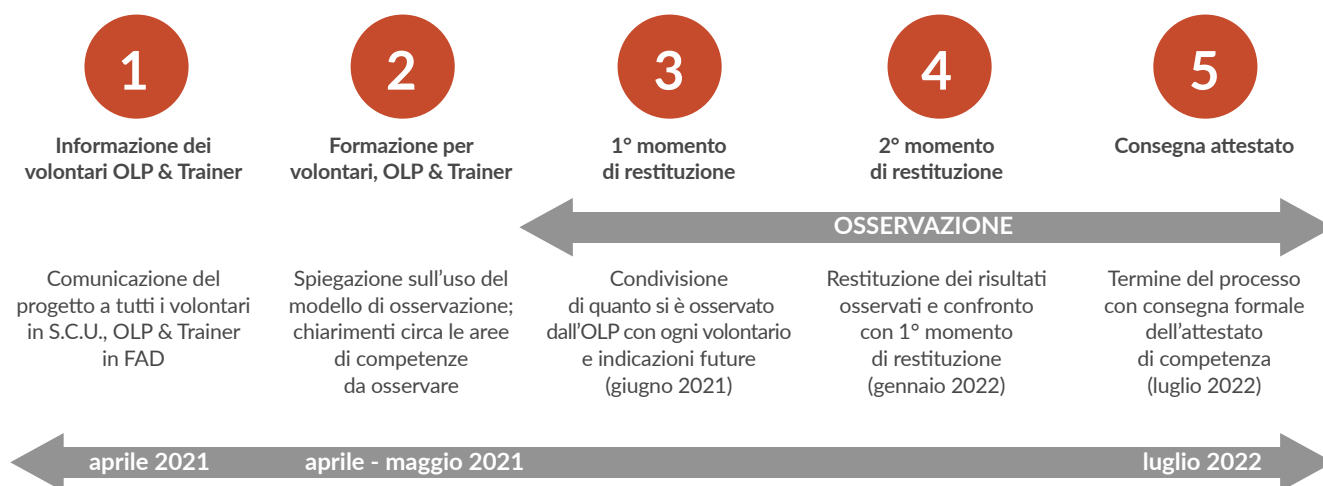 1
Informazione dei
volontari OLP & Trainer
Comunicazione del
progetto a tutti i volontari
in S.C.U., OLP & Trainer
in FAD
2
Formazione per
volontari, OLP & Trainer
Spiegazione sull’uso del
modello di osservazione;
chiarimenti circa le aree
di competenze
da osservare
3
1° momento
di restituzione
4
2° momento
di restituzione
5
Consegna attestato
OSSERVAZIONE
Condivisione
di quanto si è osservato
dall’OLP con ogni volontario
e indicazioni future
(giugno 2021)
Restituzione dei risultati
osservati e confronto
con 1° momento
di restituzione
(gennaio 2022)
Termine del processo
con consegna formale
dell’attestato
di competenza
(luglio 2022)
aprile 2021
aprile - maggio 2021
luglio 2022